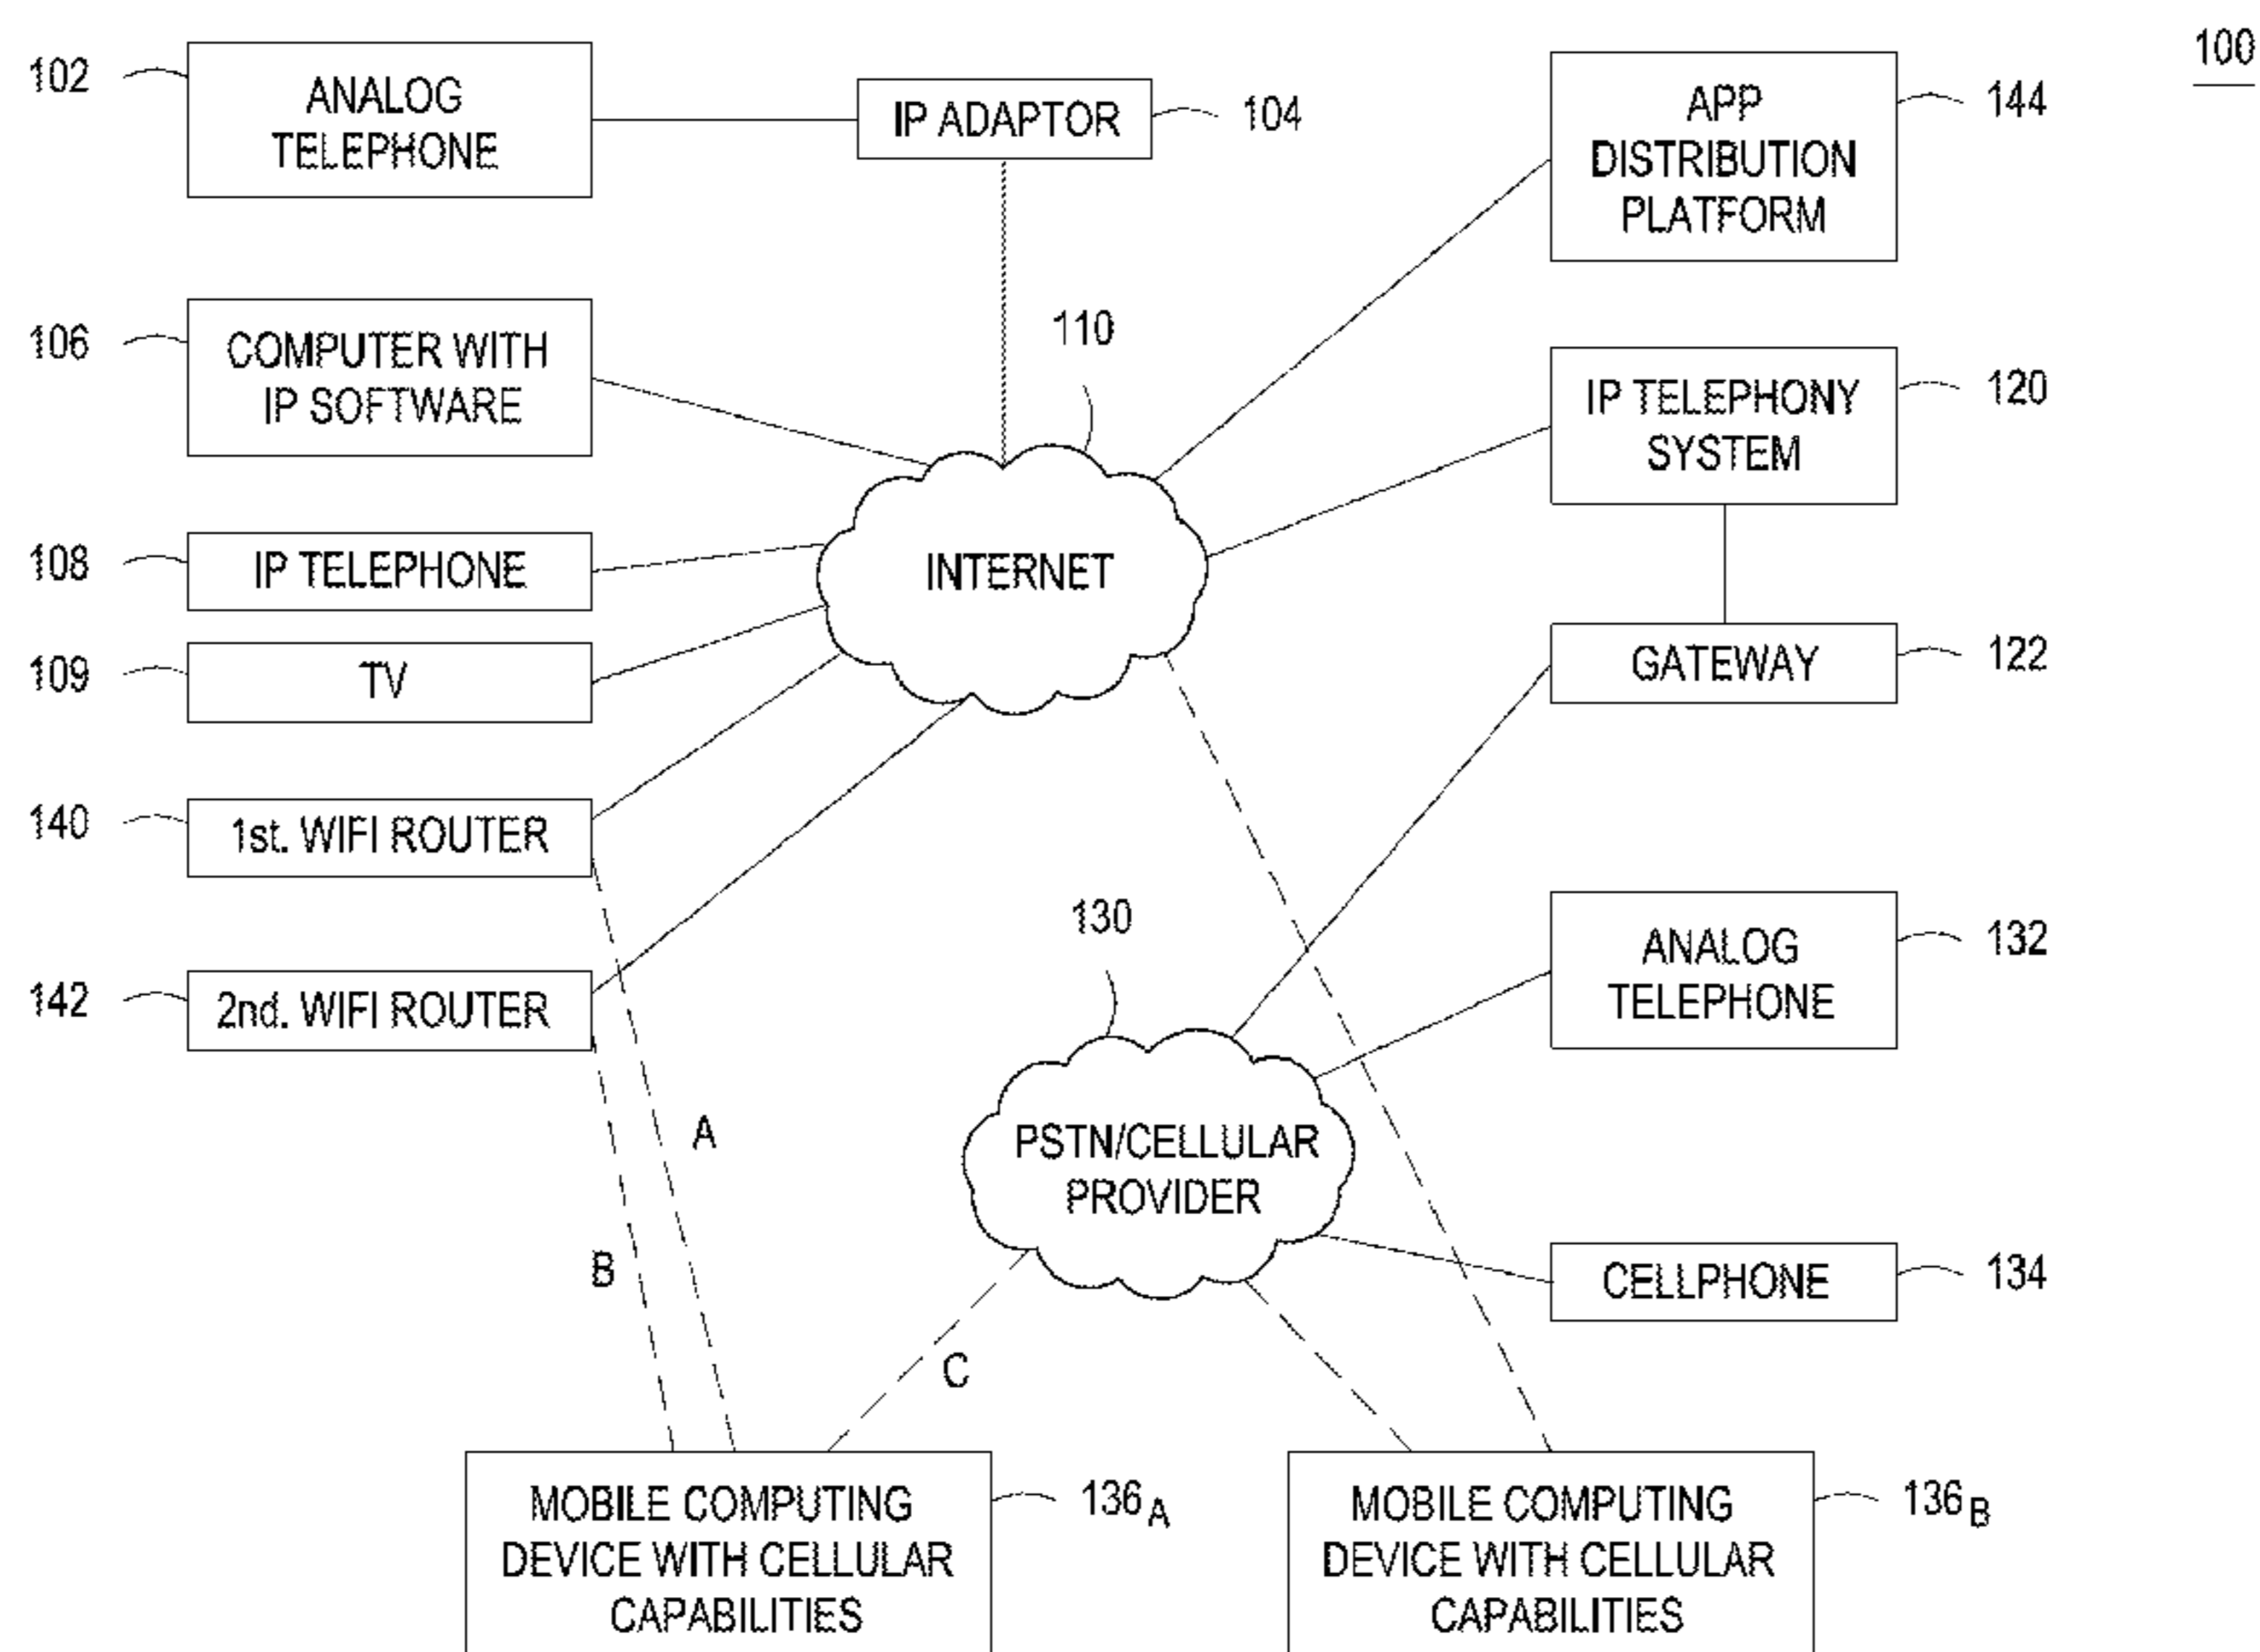 100
102
ANALOG
TELEPHONE
IP ADAPTOR
104
APP
DISTRIBUTION
PLATFORM
144
106
COMPUTER WITH
IP SOFTWARE
110
IP TELEPHONY
SYSTEM
120
108
IP TELEPHONE
INTERNET
109
TV
GATEWAY
122
140
1st. WIFI ROUTER
142
2nd. WIFI ROUTER
130
ANALOG
TELEPHONE
132
A
PSTN/CELLULAR
PROVIDER
B
CELLPHONE
134
C
MOBILE COMPUTING
DEVICE WITH CELLULAR
CAPABILITIES
136A
MOBILE COMPUTING
DEVICE WITH CELLULAR
CAPABILITIES
136B